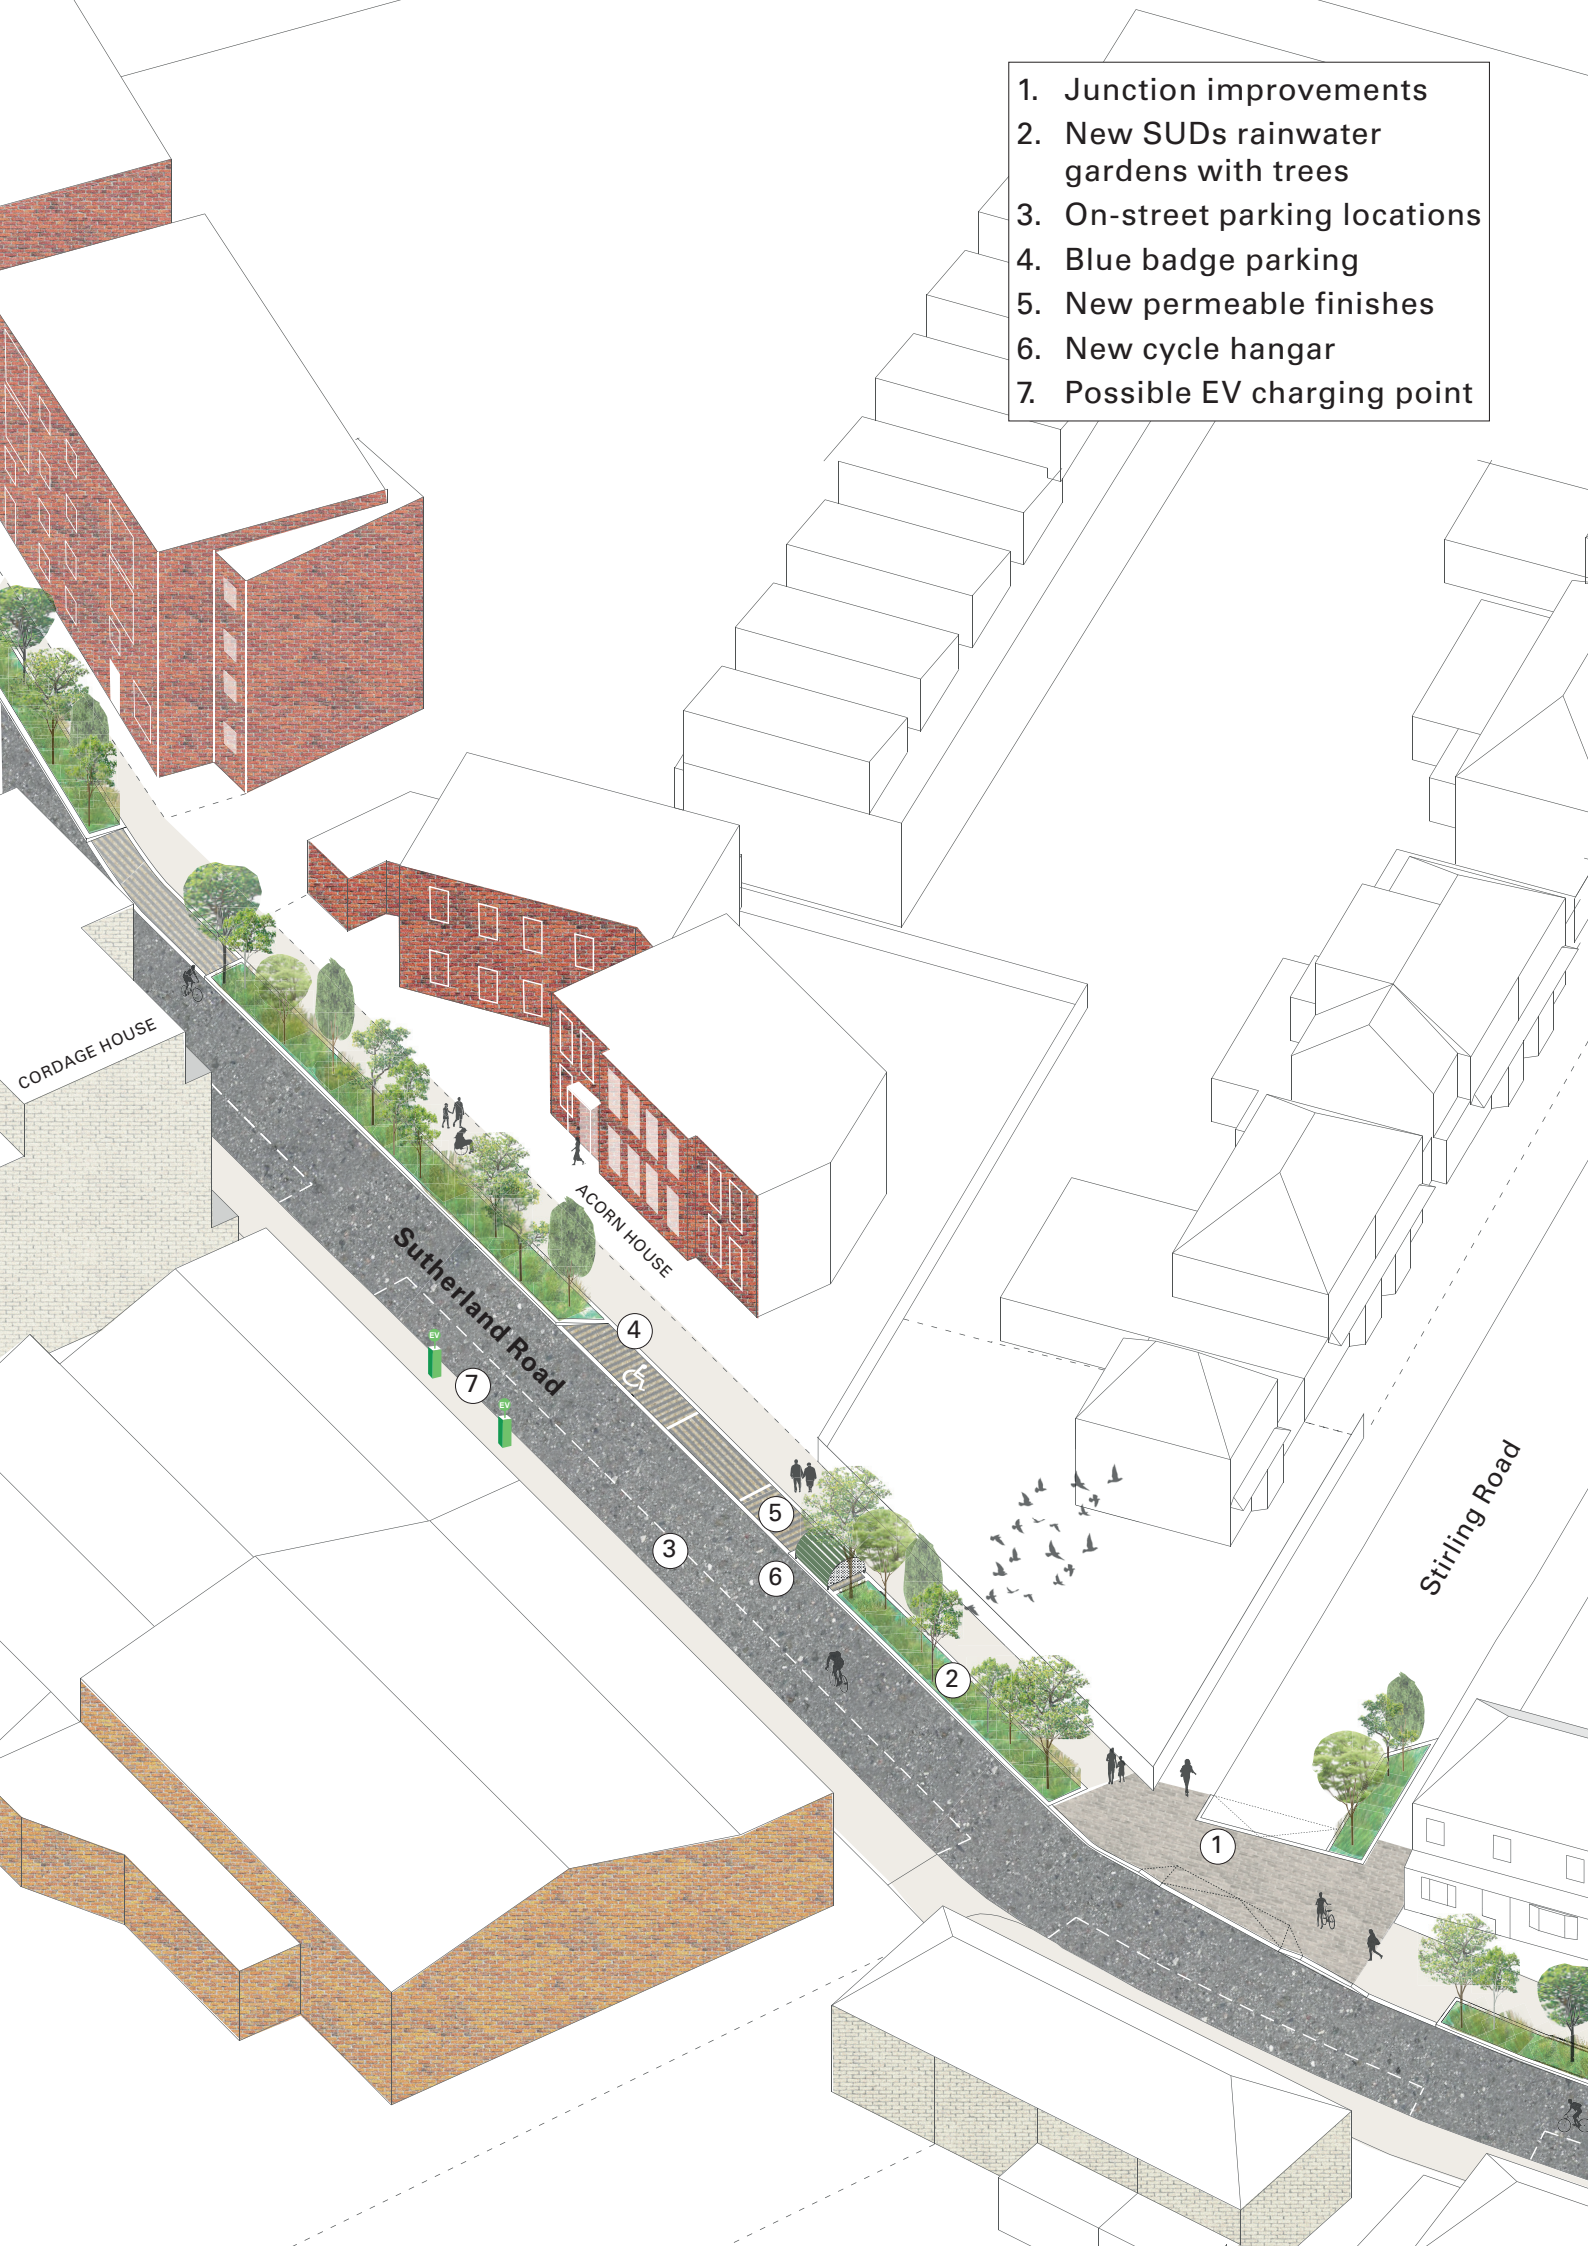 1. Junction improvements
2. New SUDs rainwater
gardens with trees
3. On-street parking locations
4. Blue badge parking
5. New permeable finishes
6. New cycle hangar
7. Possible EV charging point
CORDAGE HOUSE
ACORN HOUSE
Sutherland Road
4
EV
7
EV
Stirling Road
5
3
6
2
1